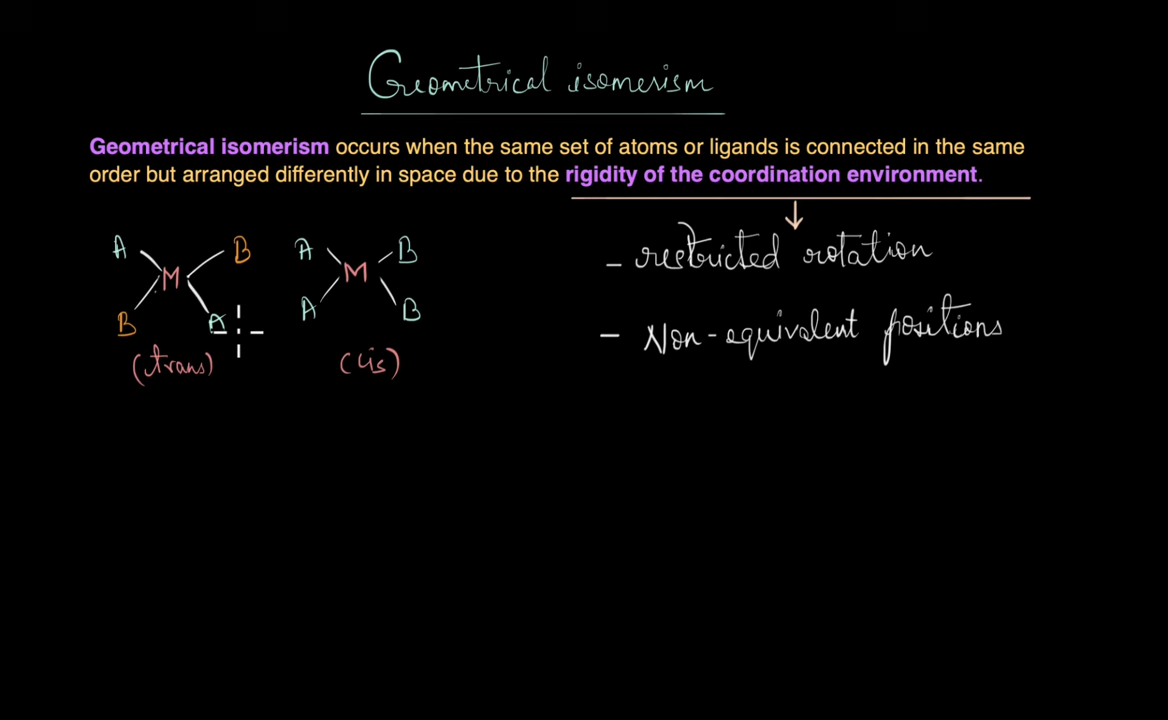 Geometrical isomerism
Geometrical isomerism occurs when the same set of atoms or ligands is connected in the same
order but arranged differently in space due to the rigidity of the coordination environment.
A B A B
M M
B A A B
(trans) (cis)
- restricted rotation
- Non-equivalent positions